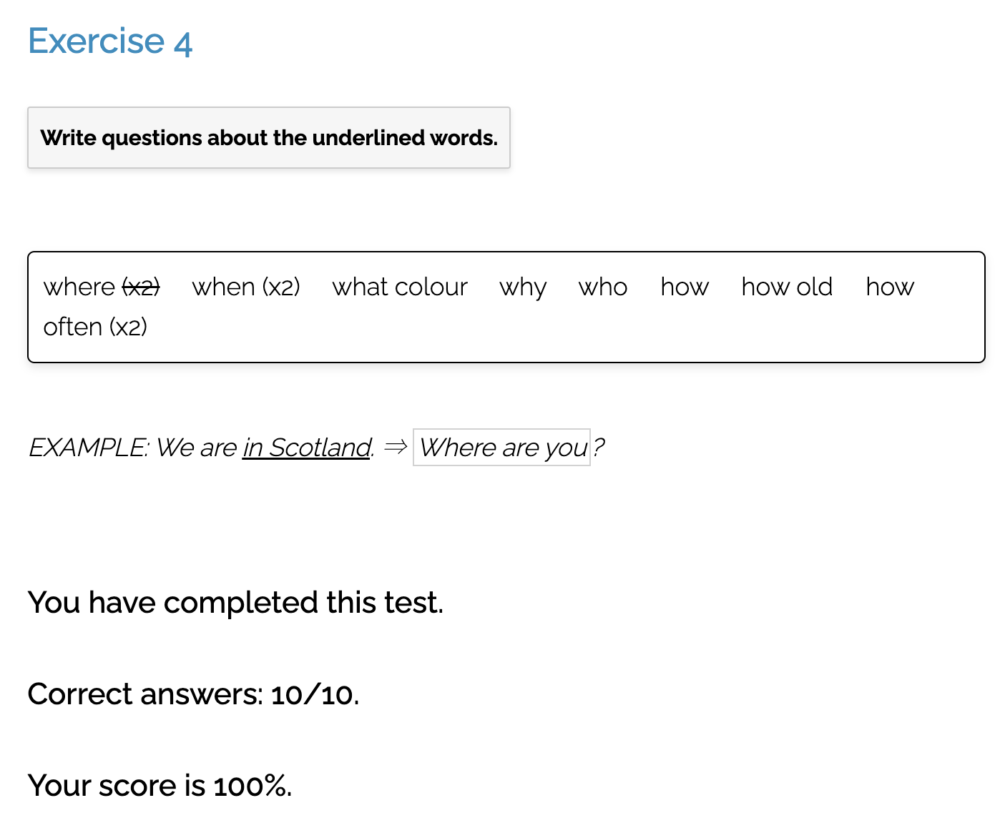 Exercise 4
Write questions about the underlined words.
where (x2) when (x2) what colour why who how how old how
often (x2)
EXAMPLE: We are in Scotland. ⇒ Where are you ?
You have completed this test.
Correct answers: 10/10.
Your score is 100%.